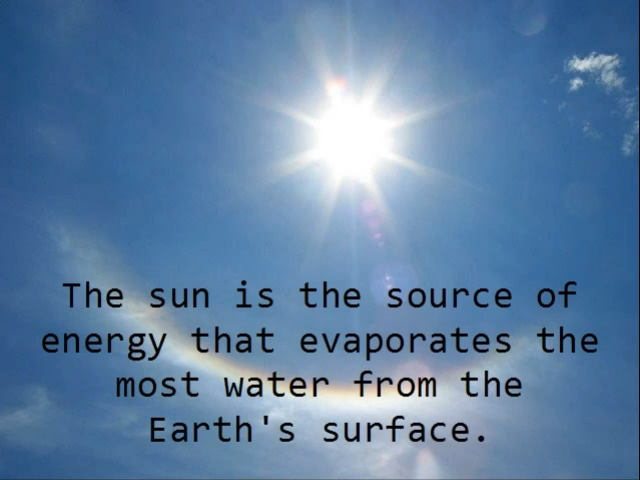 The sun is the source of
energy that evaporates the
most water from the
Earth's surface.